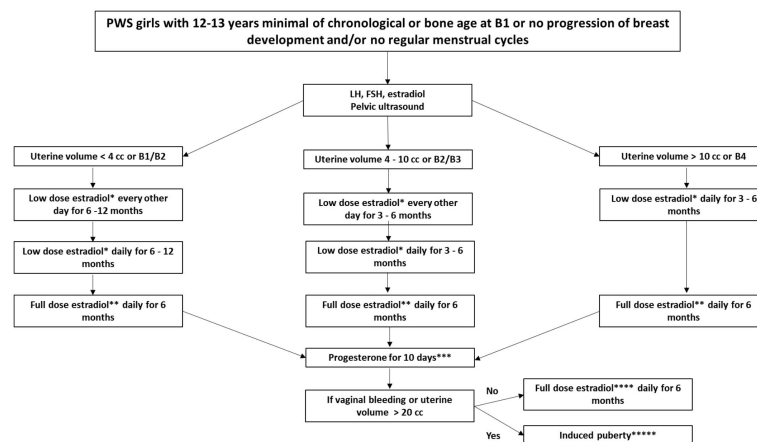 PWS girls with 12-13 years minimal of chronological or bone age at B1 or no progression of breast
development and/or no regular menstrual cycles
LH, FSH, estradiol
Pelvic ultrasound
Uterine volume < 4 cc or B1/B2
Uterine volume 4 - 10 cc or B2/B3
Uterine volume > 10 cc or B4
Low dose estradiol* every other
day for 6 -12 months
Low dose estradiol* every other
day for 3 - 6 months
Low dose estradiol* daily for 3 - 6
months
Low dose estradiol* daily for 6 - 12
months
Low dose estradiol* daily for 3 - 6
months
Full dose estradiol** daily for 6
months
Full dose estradiol** daily for 6
months
Full dose estradiol** daily for 6
months
Progesterone for 10 days***
If vaginal bleeding or uterine
volume > 20 cc
No
Full dose estradiol**** daily for 6
months
Yes
Induced puberty*****